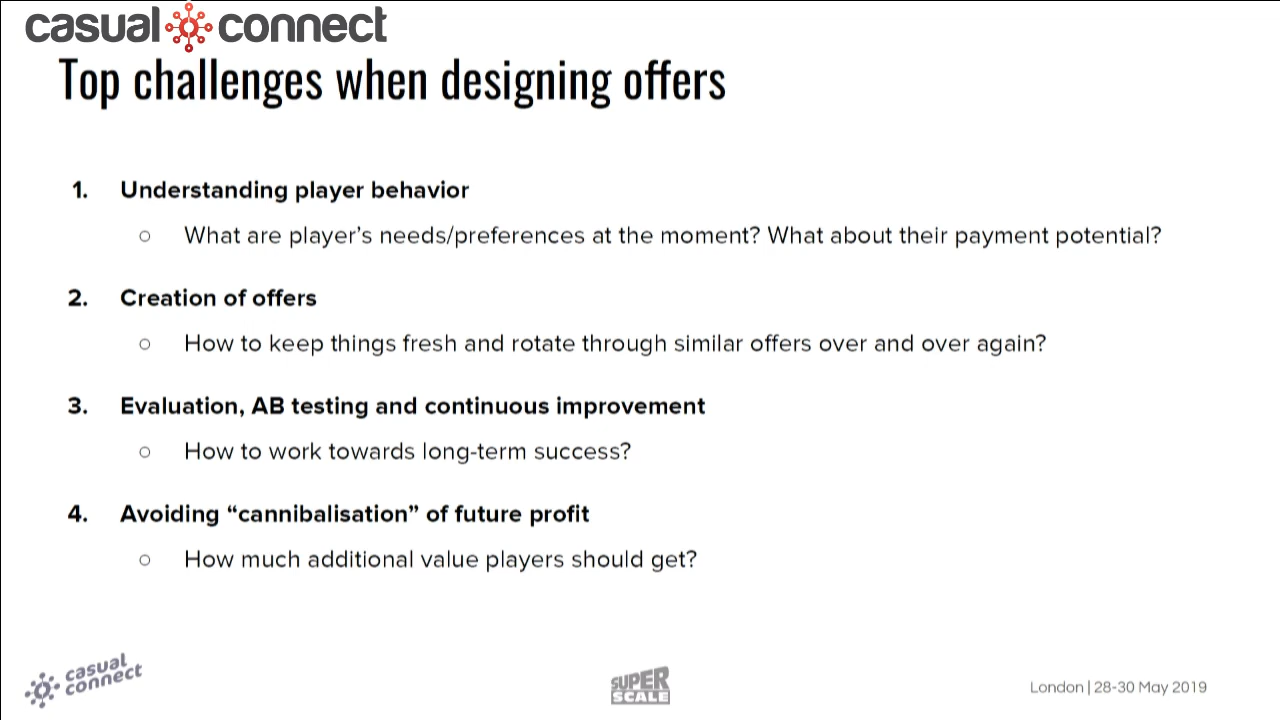 casual connect
Top challenges when designing offers
1. Understanding player behavior
○ What are player’s needs/preferences at the moment? What about their payment potential?
2. Creation of offers
○ How to keep things fresh and rotate through similar offers over and over again?
3. Evaluation, AB testing and continuous improvement
○ How to work towards long-term success?
4. Avoiding “cannibalisation” of future profit
○ How much additional value players should get?
casual
connect
SUPER
SCALE
London | 28-30 May 2019